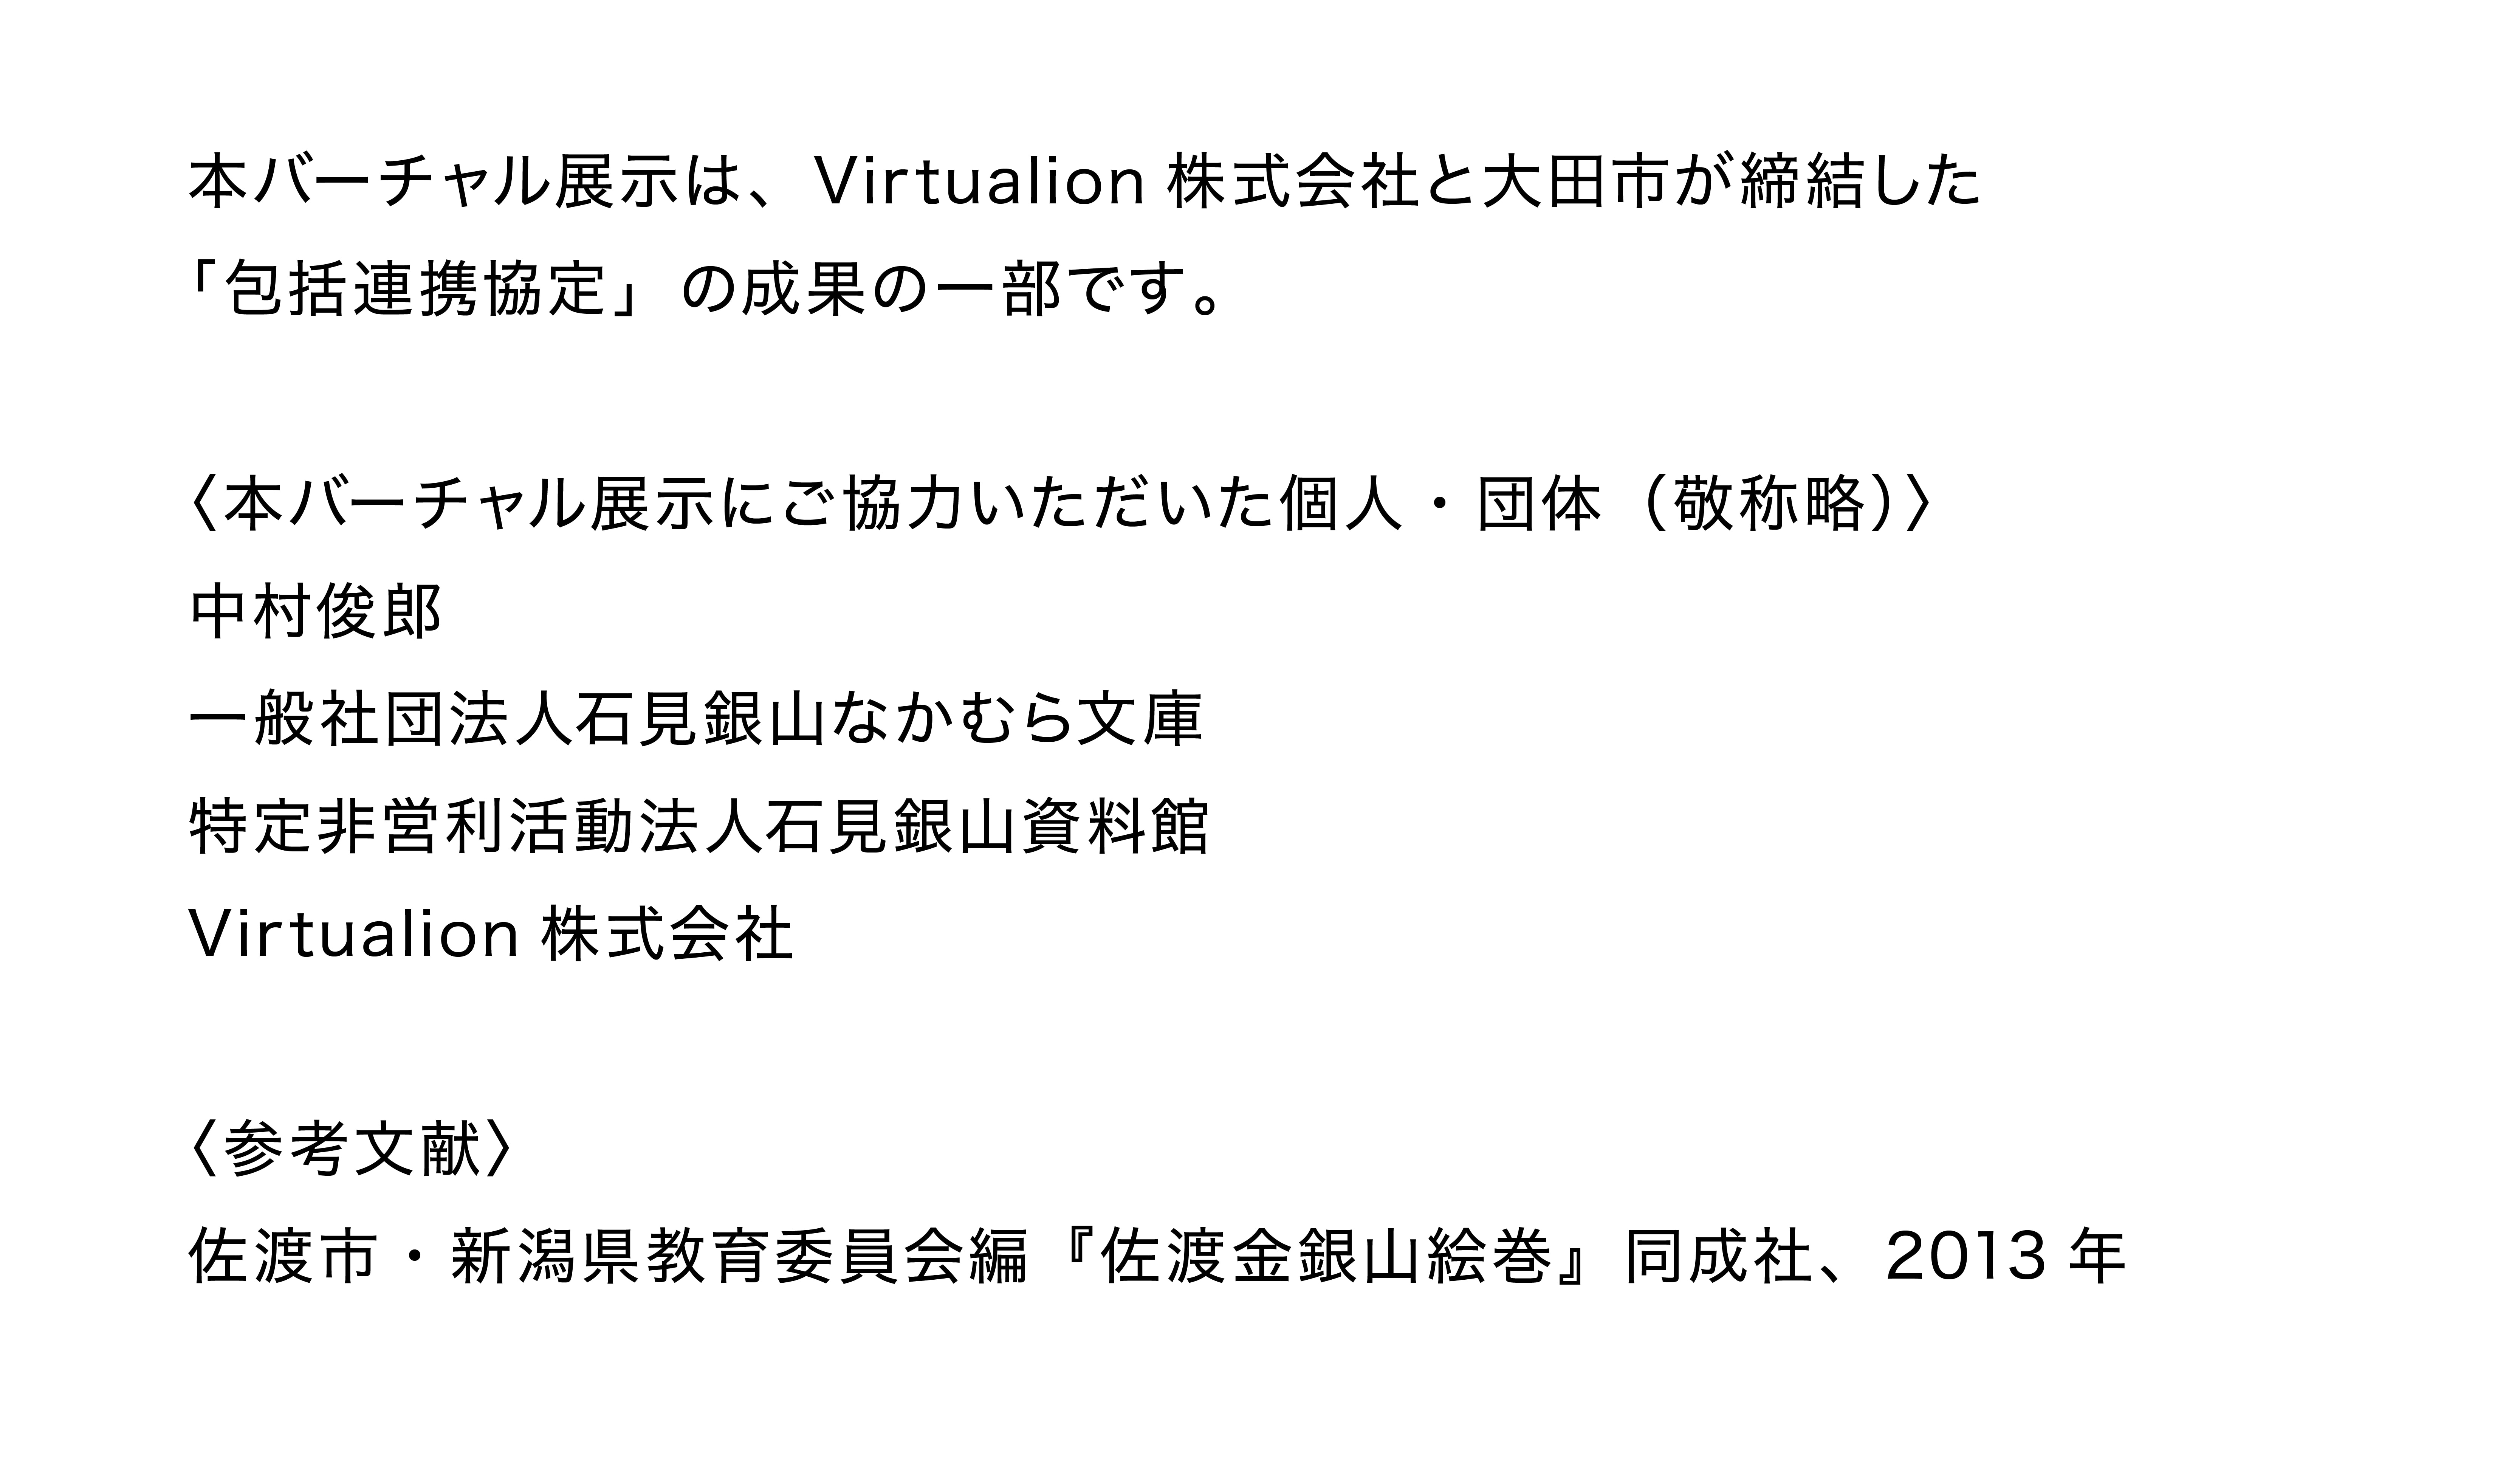 本バーチャル展示は、Virtualion 株式会社と大田市が締結した
「包括連携協定」の成果の一部です。
〈本バーチャル展示にご協力いただいた個人・団体（敬称略）〉
中村俊郎
一般社団法人石見銀山なかむら文庫
特定非営利活動法人石見銀山資料館
Virtualion 株式会社
〈参考文献〉
佐渡市・新潟県教育委員会編『佐渡金銀山絵巻』同成社、2013 年